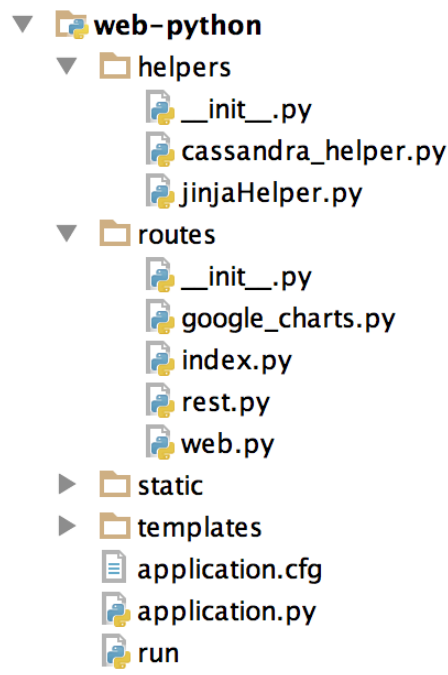 web-python
helpers
__init__.py
cassandra_helper.py
jinjaHelper.py
routes
__init__.py
google_charts.py
index.py
rest.py
web.py
static
templates
application.cfg
application.py
run